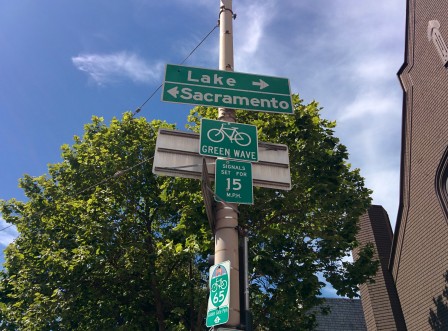 Lake →
← Sacramento
GREEN WAVE
SIGNALS
SET FOR
15
M.P.H.
65